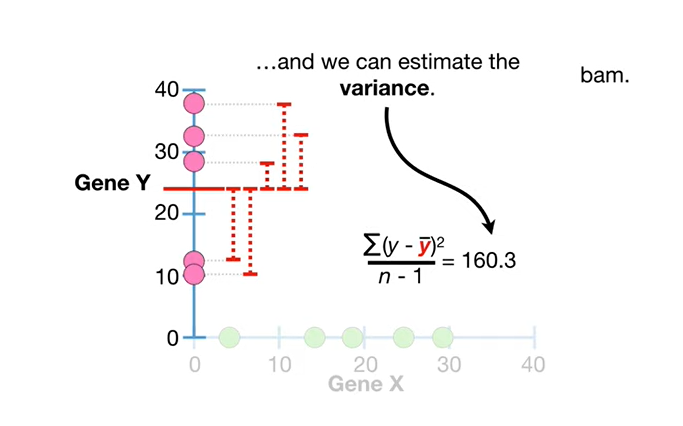 …and we can estimate the
variance.
bam.
40
30
Gene Y
20
10
0
∑(y - ȳ)²
n - 1
= 160.3
0 10 20 30 40
Gene X